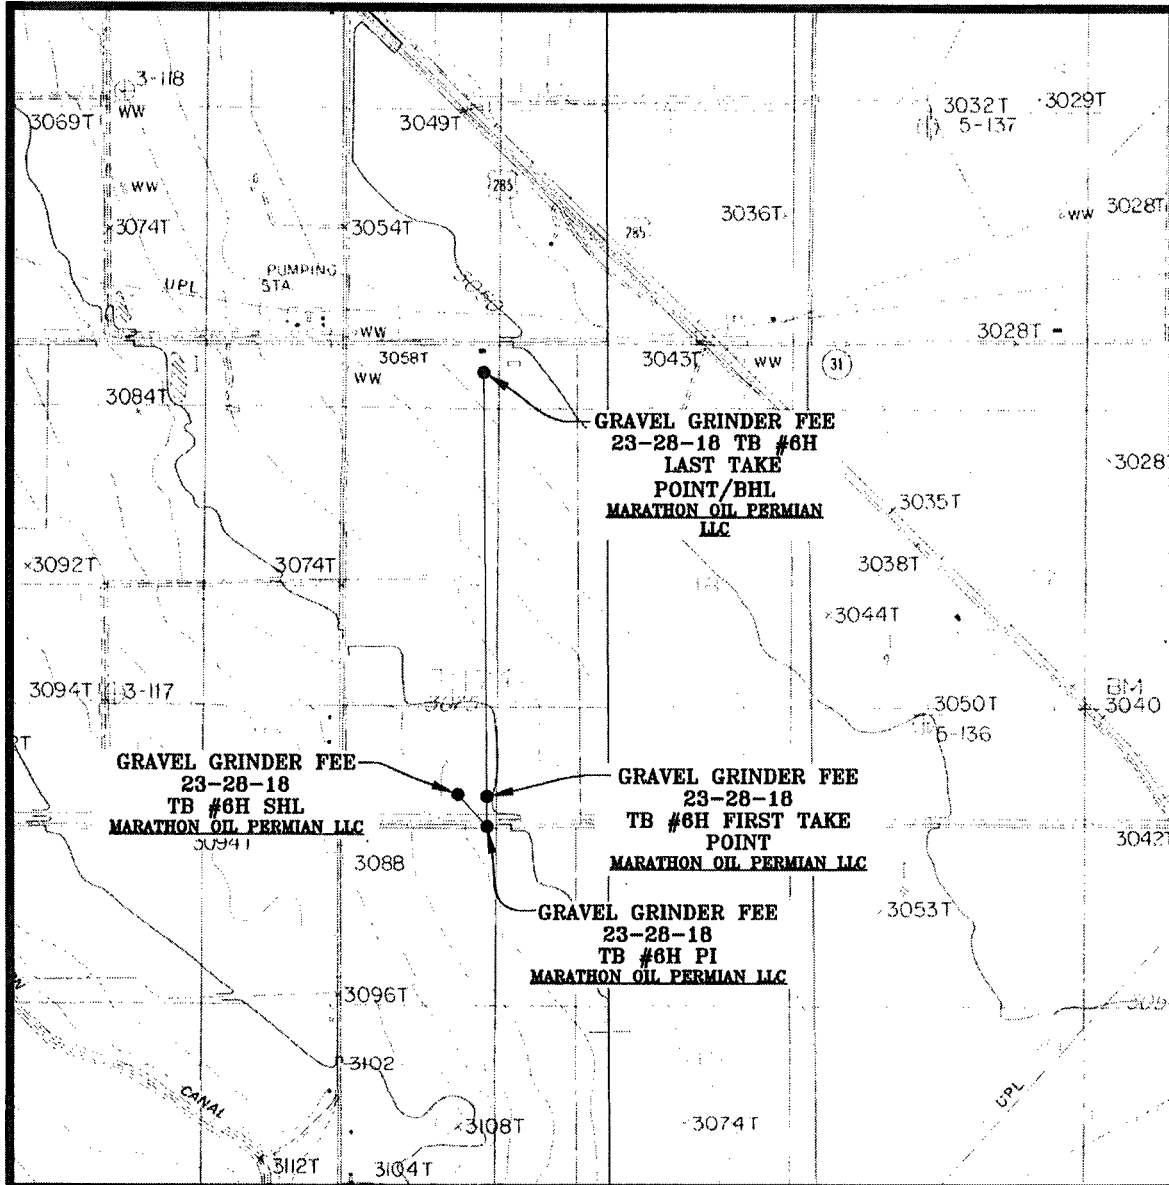 3-118
3069T
WW
3049T
3032T
3029T
5-137
WW
285
3074T
3054T
3036T
285
WW
3028T
PUMPING
STA.
UPL
WW
3058T
3043T
WW
31
3028T
WW
3084T
GRAVEL GRINDER FEE
23-28-18 TB #6H
LAST TAKE
POINT/BHL
MARATHON OIL PERMIAN
LLC
3035T
3092T
3074T
3038T
3044T
3094T
3-117
3050T
BM
3040
5-136
GRAVEL GRINDER FEE
23-28-18
TB #6H SHL
MARATHON OIL PERMIAN LLC
GRAVEL GRINDER FEE
23-28-18
TB #6H FIRST TAKE
POINT
MARATHON OIL PERMIAN LLC
3094T
3088
3053T
GRAVEL GRINDER FEE
23-28-18
TB #6H PI
MARATHON OIL PERMIAN LLC
3096T
3102
CANAL
UPL
3108T
3074T
3112T
3104T